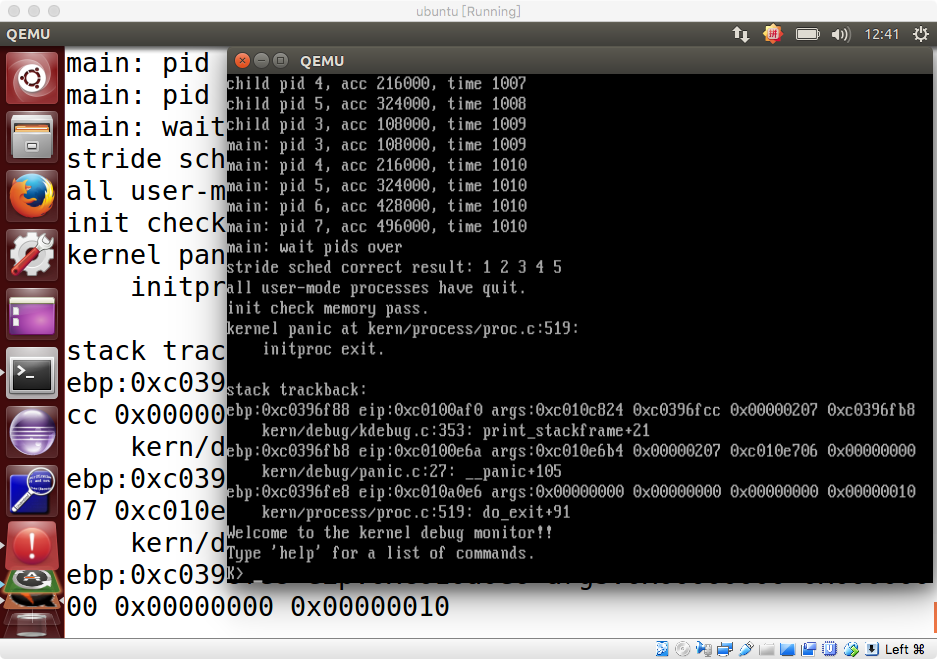 ubuntu [Running]
QEMU
拼
12:41
main: pid
main: pid
main: wait
stride sch
all user-m
init check
kernel pan
initpr
stack trac
ebp:0xc039
cc 0x00000
kern/d
ebp:0xc039
07 0xc010e
kern/d
ebp:0xc039
00 0x00000000 0x00000010
QEMU
child pid 4, acc 216000, time 1007
child pid 5, acc 324000, time 1008
child pid 3, acc 108000, time 1009
main: pid 3, acc 108000, time 1009
main: pid 4, acc 216000, time 1010
main: pid 5, acc 324000, time 1010
main: pid 6, acc 428000, time 1010
main: pid 7, acc 496000, time 1010
main: wait pids over
stride sched correct result: 1 2 3 4 5
all user-mode processes have quit.
init check memory pass.
kernel panic at kern/process/proc.c:519:
initproc exit.
stack trackback:
ebp:0xc0396f88 eip:0xc0100af0 args:0xc010c824 0xc0396fcc 0x00000207 0xc0396fb8
kern/debug/kdebug.c:353: print_stackframe+21
ebp:0xc0396fb8 eip:0xc0100e6a args:0xc010e6b4 0x00000207 0xc010e706 0x00000000
kern/debug/panic.c:27: __panic+105
ebp:0xc0396fe8 eip:0xc010a0e6 args:0x00000000 0x00000000 0x00000000 0x00000010
kern/process/proc.c:519: do_exit+91
Welcome to the kernel debug monitor!!
Type 'help' for a list of commands.
K> _
Left ⌘